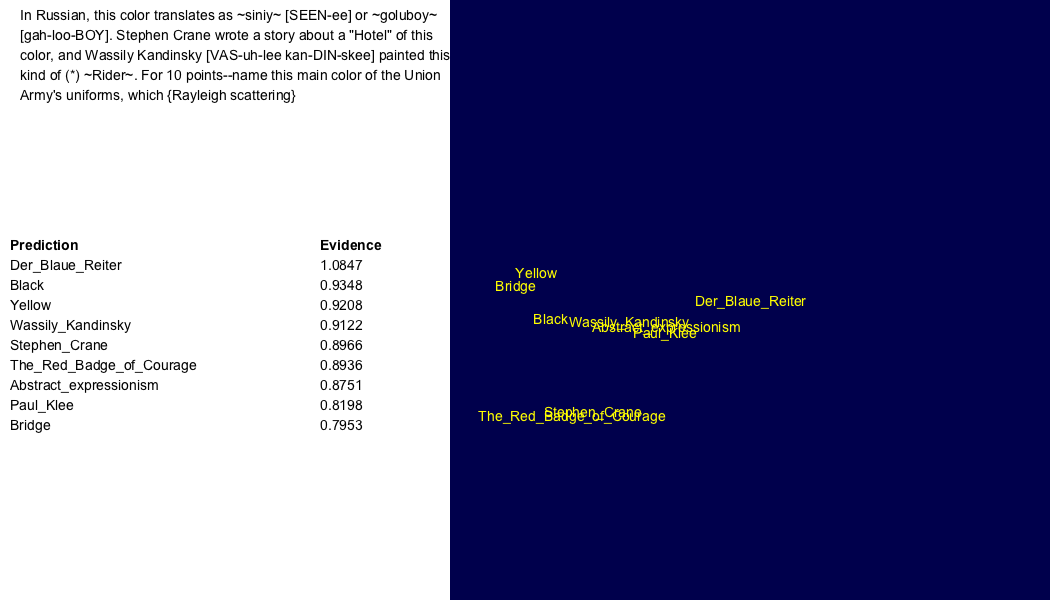 In Russian, this color translates as ~siniy~ [SEEN-ee] or ~goluboy~
[gah-loo-BOY]. Stephen Crane wrote a story about a "Hotel" of this
color, and Wassily Kandinsky [VAS-uh-lee kan-DIN-skee] painted this
kind of (*) ~Rider~. For 10 points--name this main color of the Union
Army's uniforms, which {Rayleigh scattering}
Prediction Evidence
Der_Blaue_Reiter 1.0847
Black 0.9348
Yellow 0.9208
Wassily_Kandinsky 0.9122
Stephen_Crane 0.8966
The_Red_Badge_of_Courage 0.8936
Abstract_expressionism 0.8751
Paul_Klee 0.8198
Bridge 0.7953
Yellow
Bridge
Der_Blaue_Reiter
Black
Wassily_Kandinsky
Abstract_expressionism
Paul_Klee
Stephen_Crane
The_Red_Badge_of_Courage